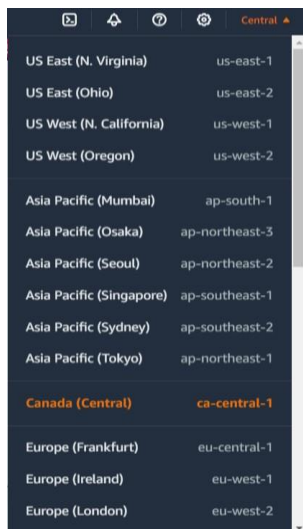 Central
US East (N. Virginia) us-east-1
US East (Ohio) us-east-2
US West (N. California) us-west-1
US West (Oregon) us-west-2
Asia Pacific (Mumbai) ap-south-1
Asia Pacific (Osaka) ap-northeast-3
Asia Pacific (Seoul) ap-northeast-2
Asia Pacific (Singapore) ap-southeast-1
Asia Pacific (Sydney) ap-southeast-2
Asia Pacific (Tokyo) ap-northeast-1
Canada (Central) ca-central-1
Europe (Frankfurt) eu-central-1
Europe (Ireland) eu-west-1
Europe (London) eu-west-2